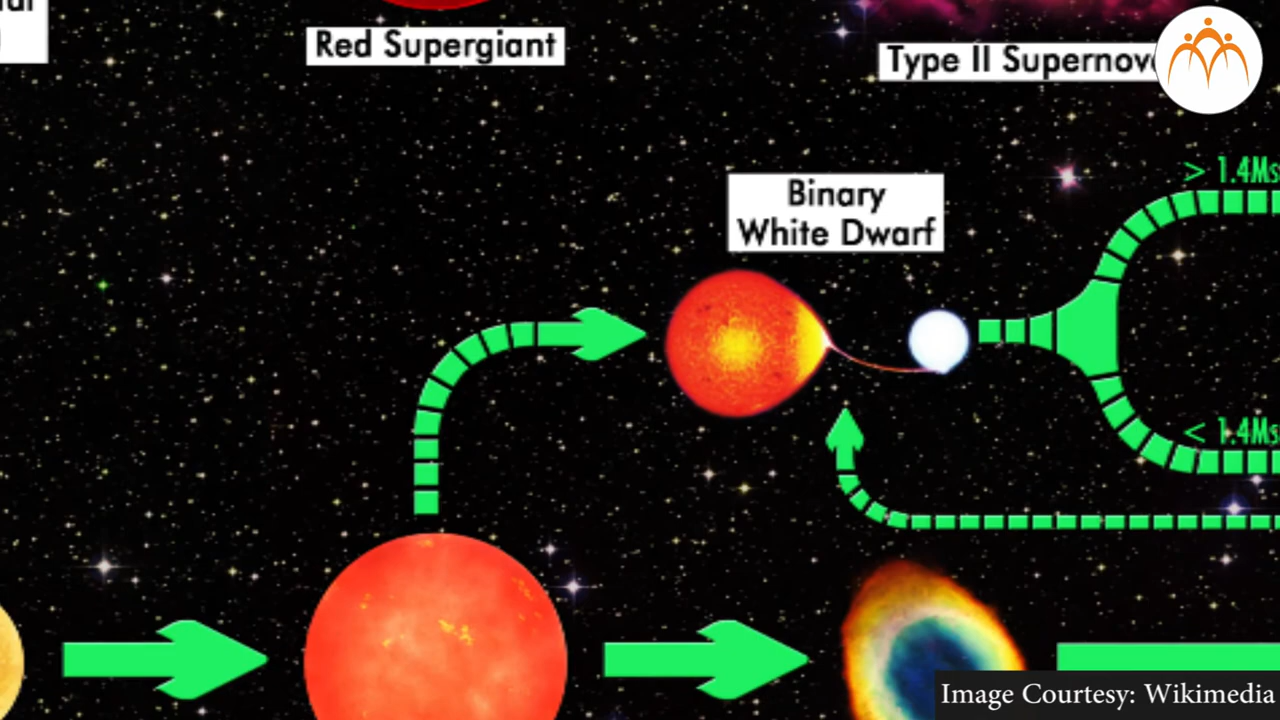 Red Supergiant
Type II Supernov
Binary
White Dwarf
> 1.4Ms
< 1.4Ms
Image Courtesy: Wikimedia